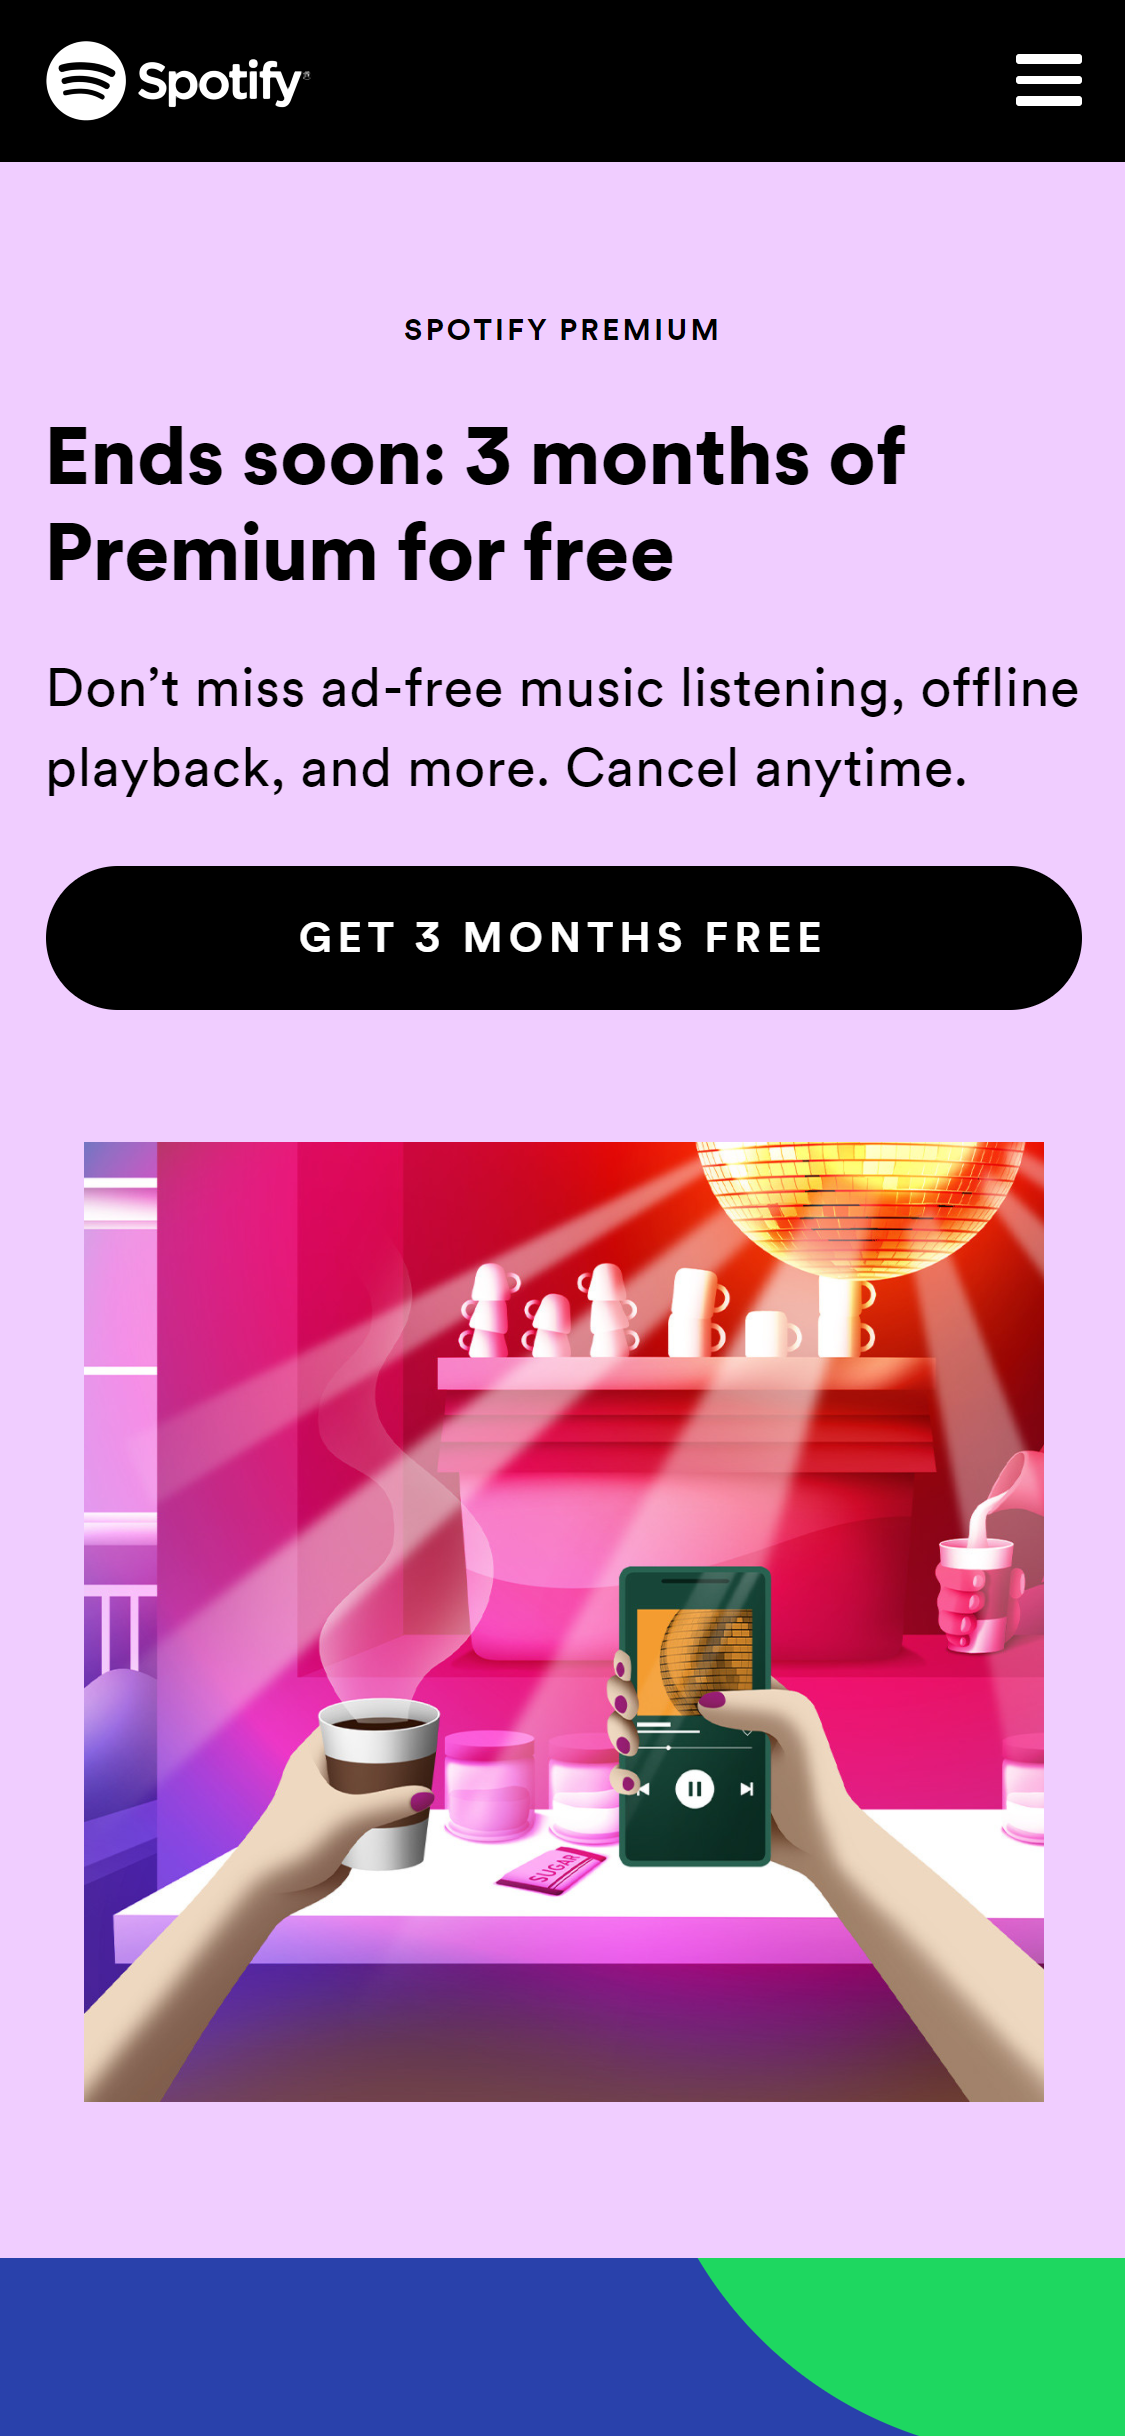 Spotify
SPOTIFY PREMIUM
Ends soon: 3 months of
Premium for free
Don’t miss ad-free music listening, offline
playback, and more. Cancel anytime.
GET 3 MONTHS FREE
SUGAR